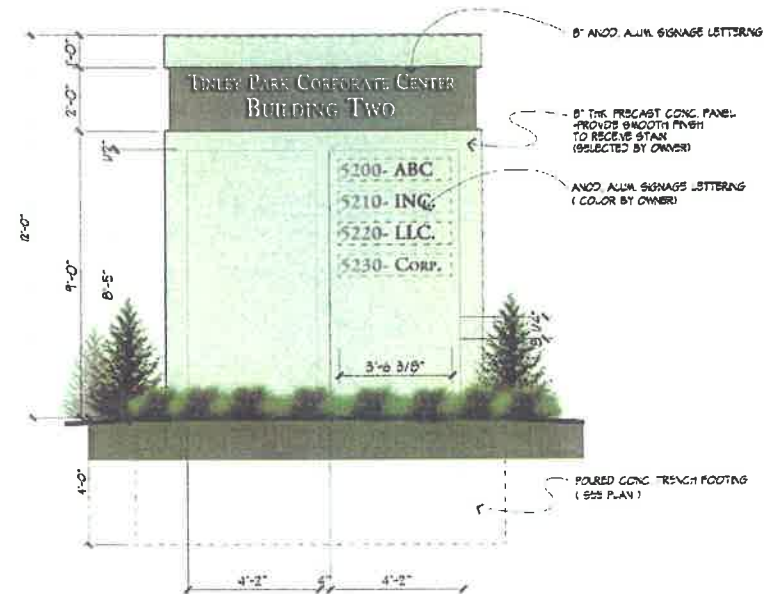 8" ANOD. ALUM. SIGNAGE LETTERING
1'-0"
TINLEY PARK CORPORATE CENTER
BUILDING TWO
2'-0"
8" THK PRECAST CONC. PANEL
-PROVIDE SMOOTH FINISH
TO RECEIVE STAIN
(SELECTED BY OWNER)
5200- ABC
5210- INC.
5220- LLC.
5230- CORP.
ANOD. ALUM. SIGNAGE LETTERING
( COLOR BY OWNER)
12'-0"
9'-0"
8'-5"
3'-6 3/8"
4'-0"
POURED CONC. TRENCH FOOTING
( SEE PLAN )
4'-2"
4"
4'-2"